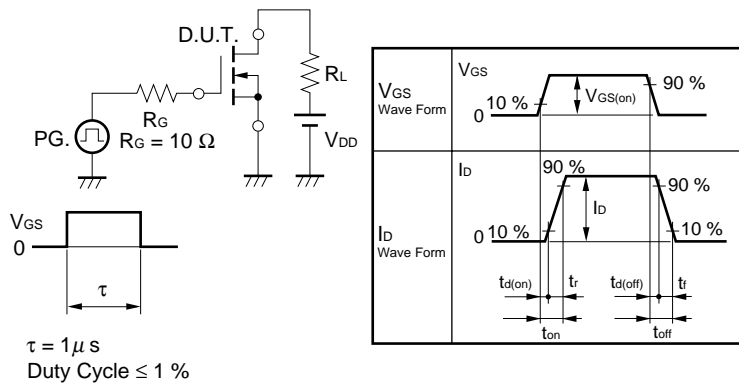 D.U.T.
RL
RG
PG.
RG = 10 Ω
VDD
VGS
0
τ
τ = 1μ s
Duty Cycle ≤ 1 %
VGS
Wave Form
VGS
10 %
0
VGS(on)
90 %
ID
Wave Form
ID
90 %
90 %
0
10 %
ID
10 %
td(on)
tr
td(off)
tf
ton
toff